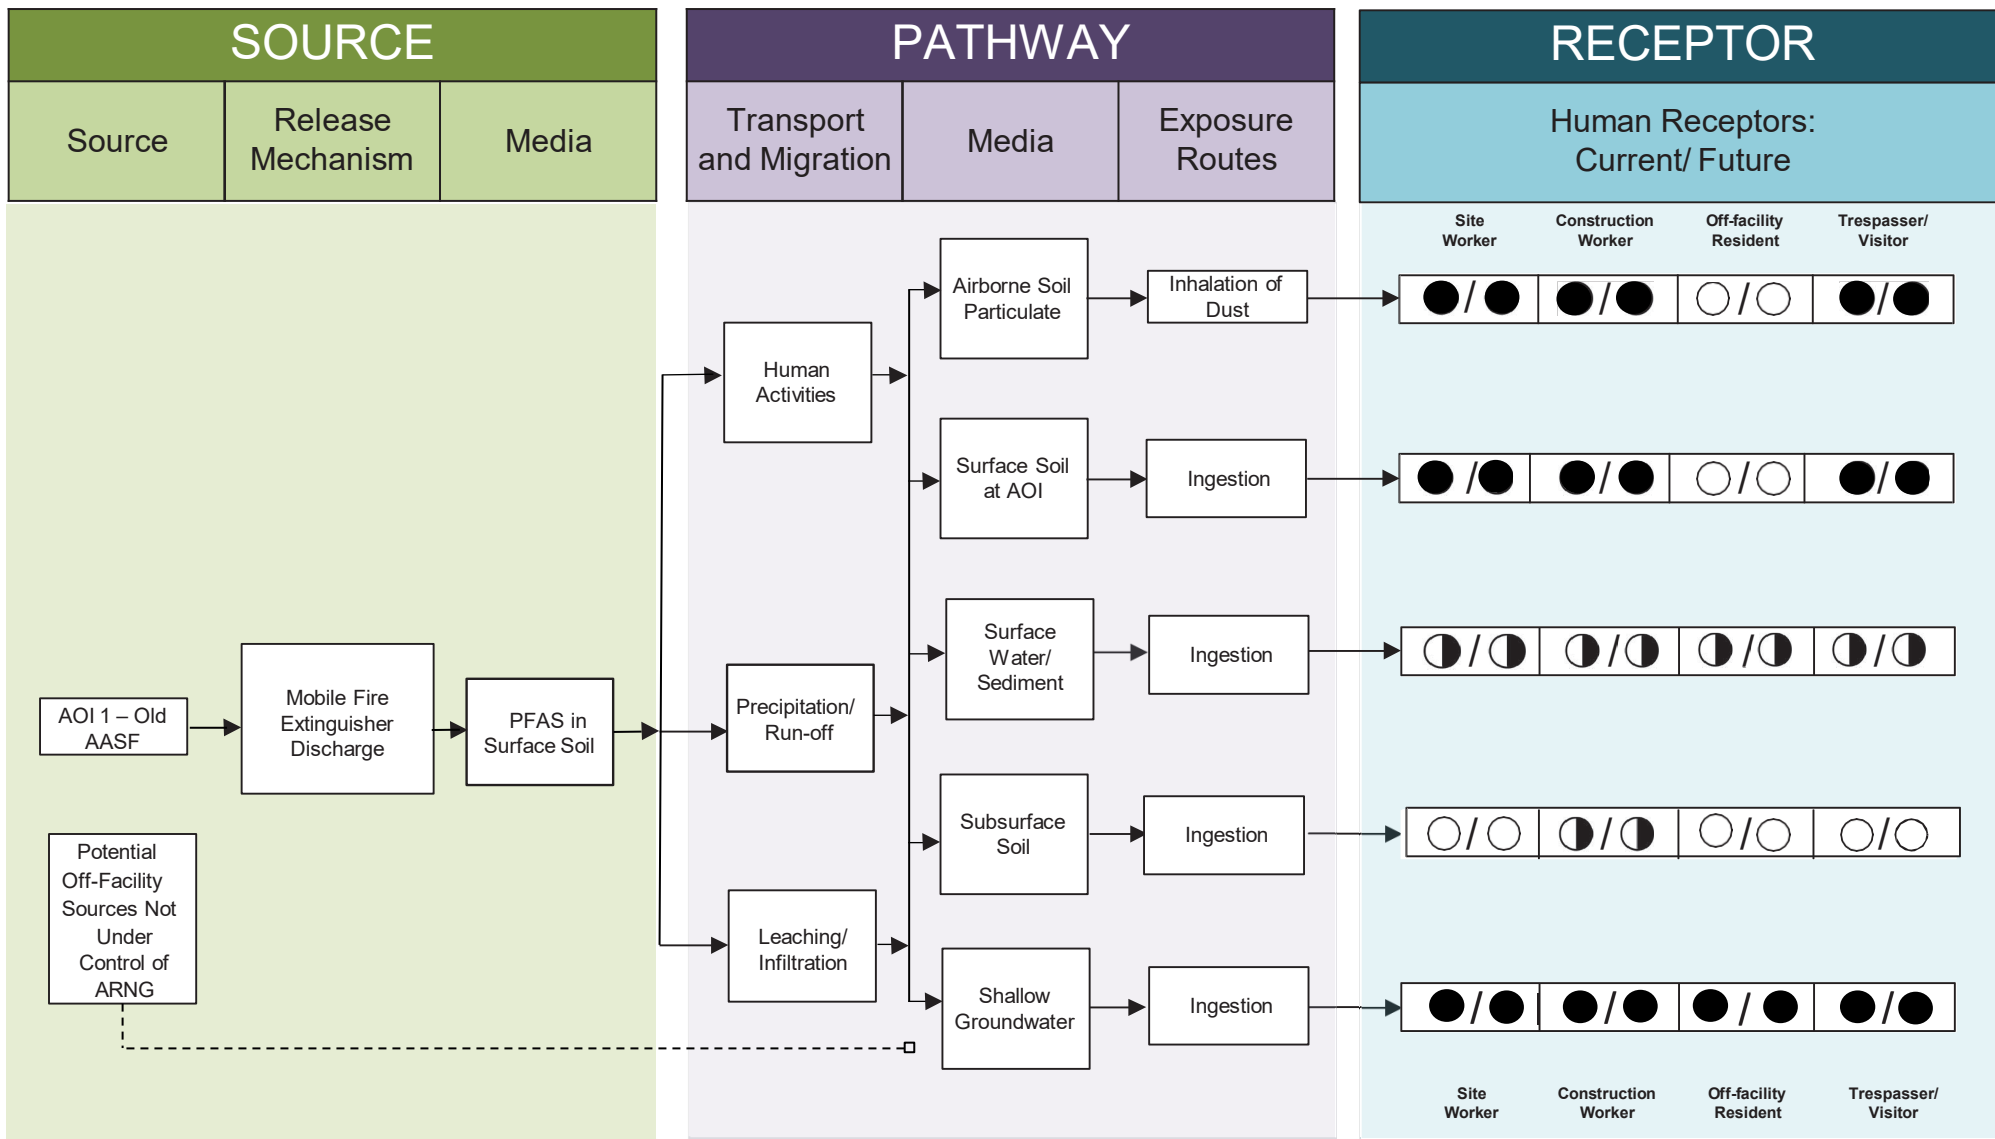 SOURCE
PATHWAY
RECEPTOR
Source
Release
Mechanism
Media
Transport
and Migration
Media
Exposure
Routes
Human Receptors:
Current/ Future
Site
Worker
Construction
Worker
Off-facility
Resident
Trespasser/
Visitor
Airborne Soil
Particulate
Inhalation of
Dust
/
/
/
/
Human
Activities
Surface Soil
at AOI
Ingestion
/
/
/
/
Surface
Water/
Sediment
Ingestion
/
/
/
/
AOI 1 – Old
AASF
Mobile Fire
Extinguisher
Discharge
PFAS in
Surface Soil
Precipitation/
Run-off
Subsurface
Soil
Ingestion
/
/
/
/
Potential
Off-Facility
Sources Not
Under
Control of
ARNG
Leaching/
Infiltration
Shallow
Groundwater
Ingestion
/
/
/
/
Site
Worker
Construction
Worker
Off-facility
Resident
Trespasser/
Visitor